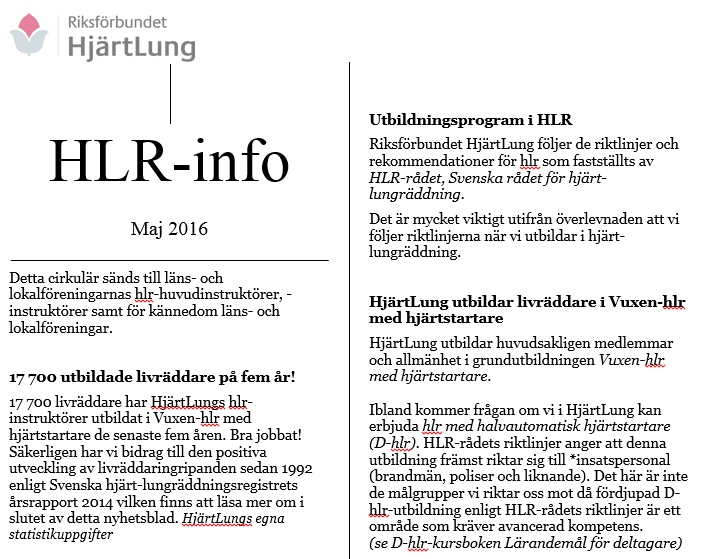 Riksförbundet
HjärtLung
HLR-info
Maj 2016
Detta cirkulär sänds till läns- och
lokalföreningarnas hlr-huvudinstruktörer, -
instruktörer samt för kännedom läns- och
lokalföreningar.
17 700 utbildade livräddare på fem år!
17 700 livräddare har HjärtLungs hlr-
instruktörer utbildat i Vuxen-hlr med
hjärtstartare de senaste fem åren. Bra jobbat!
Säkerligen har vi bidrag till den positiva
utveckling av livräddaringripanden sedan 1992
enligt Svenska hjärt-lungräddningsregistrets
årsrapport 2014 vilken finns att läsa mer om i
slutet av detta nyhetsblad. HjärtLungs egna
statistikuppgifter
Utbildningsprogram i HLR
Riksförbundet HjärtLung följer de riktlinjer och
rekommendationer för hlr som fastställts av
HLR-rådet, Svenska rådet för hjärt-
lungräddning.
Det är mycket viktigt utifrån överlevnaden att vi
följer riktlinjerna när vi utbildar i hjärt-
lungräddning.
HjärtLung utbildar livräddare i Vuxen-hlr
med hjärtstartare
HjärtLung utbildar huvudsakligen medlemmar
och allmänhet i grundutbildningen Vuxen-hlr
med hjärtstartare.
Ibland kommer frågan om vi i HjärtLung kan
erbjuda hlr med halvautomatisk hjärtstartare
(D-hlr). HLR-rådets riktlinjer anger att denna
utbildning främst riktar sig till *insatspersonal
(brandmän, poliser och liknande). Det här är inte
de målgrupper vi riktar oss mot då fördjupad D-
hlr-utbildning enligt HLR-rådets riktlinjer är ett
område som kräver avancerad kompetens.
(se D-hlr-kursboken Lärandemål för deltagare)